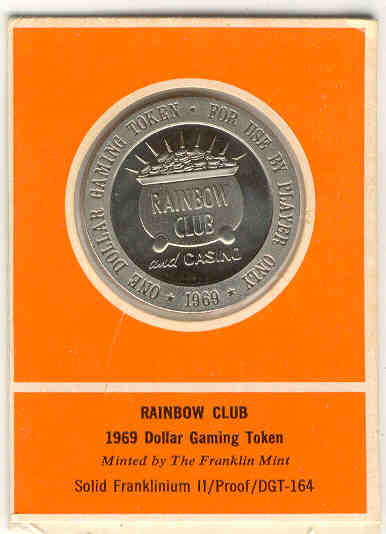 ONE DOLLAR GAMING TOKEN · FOR USE BY PLAYER ONLY
★ 1969 ★
RAINBOW
CLUB
and CASINO
RAINBOW CLUB
1969 Dollar Gaming Token
Minted by The Franklin Mint
Solid Franklinium II/Proof/DGT-164